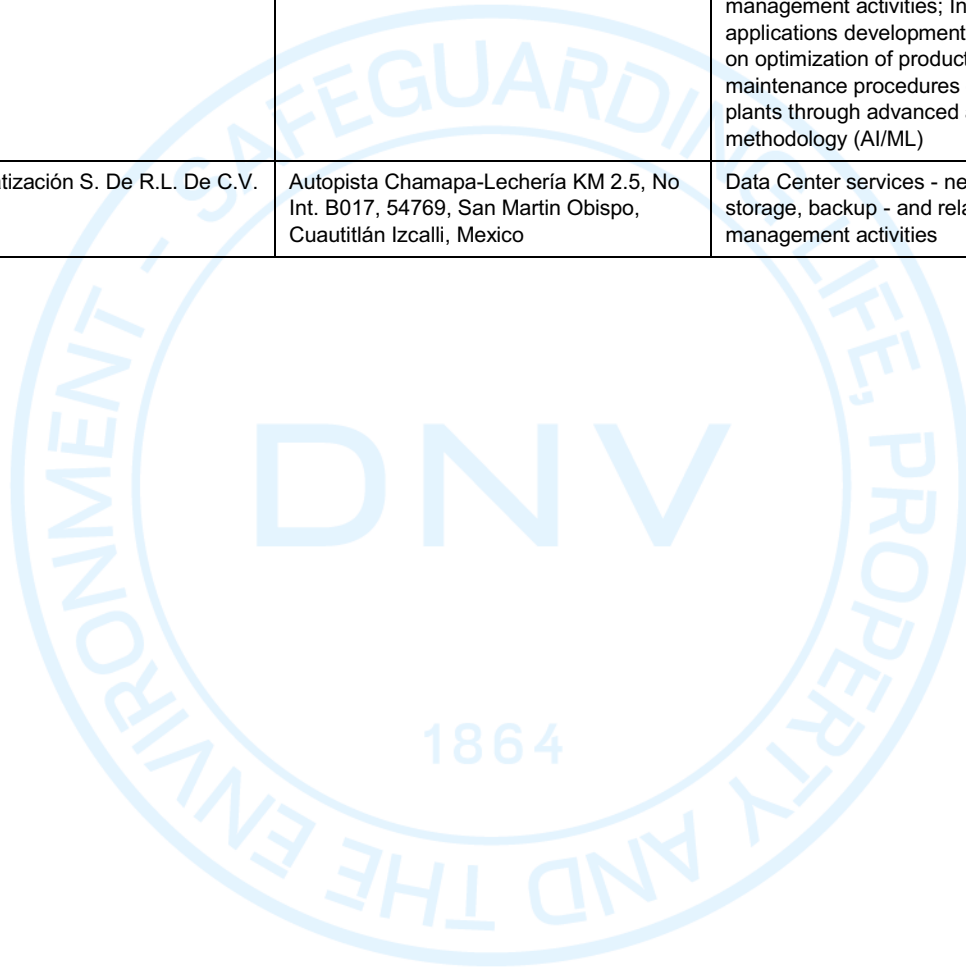 management activities; In
applications development
on optimization of product
maintenance procedures
plants through advanced
methodology (AI/ML)
tización S. De R.L. De C.V.
Autopista Chamapa-Lechería KM 2.5, No
Int. B017, 54769, San Martin Obispo,
Cuautitlán Izcalli, Mexico
Data Center services - ne
storage, backup - and rela
management activities
SAFEGUARDING LIFE, PROPERTY AND THE ENVIRONMENT -
DNV
1864